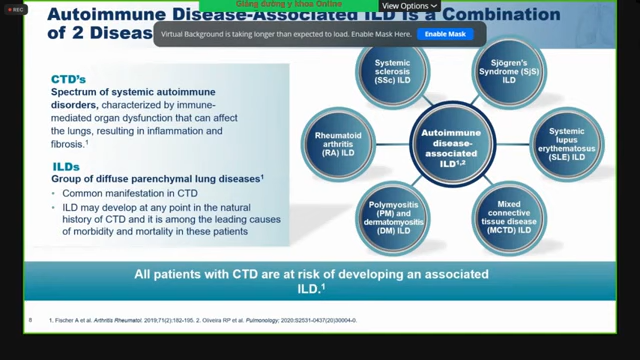 REC
Giảng đường y khoa Online
View Options
Autoimmune Disease-Associated ILD is a Combination
of 2 Diseas
Virtual Background is taking longer than expected to load. Enable Mask Here.
Enable Mask
CTD's
Spectrum of systemic autoimmune
disorders, characterized by immune-
mediated organ dysfunction that can affect
the lungs, resulting in inflammation and
fibrosis.1
ILDs
Group of diffuse parenchymal lung diseases1
• Common manifestation in CTD
• ILD may develop at any point in the natural
history of CTD and it is among the leading causes
of morbidity and mortality in these patients
Systemic
sclerosis
(SSc) ILD
Sjögren's
Syndrome (SjS)
ILD
Rheumatoid
arthritis
(RA) ILD
Autoimmune
disease-
associated
ILD1,2
Systemic
lupus
erythematosus
(SLE) ILD
Polymyositis
(PM) and
dermatomyositis
(DM) ILD
Mixed
connective
tissue disease
(MCTD) ILD
All patients with CTD are at risk of developing an associated
ILD.1
8
1. Fischer A et al. Arthritis Rheumatol. 2019;71(2):182-195. 2. Oliveira RP et al. Pulmonology; 2020:S2531-0437(20)30004-0.